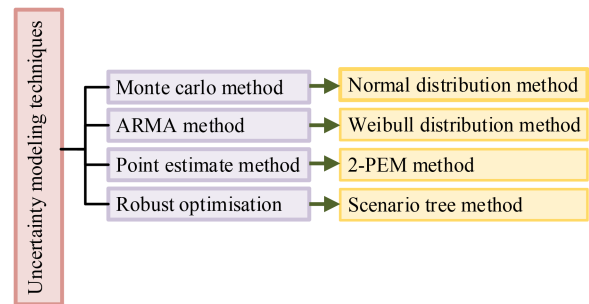 Uncertainty modeling techniques
Monte carlo method
Normal distribution method
ARMA method
Weibull distribution method
Point estimate method
2-PEM method
Robust optimisation
Scenario tree method